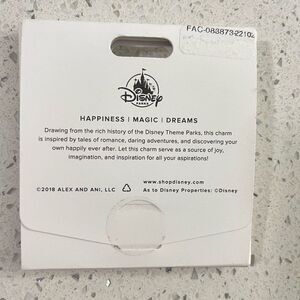 FAC-083873-22102
Disney
PARKS
HAPPINESS | MAGIC | DREAMS
Drawing from the rich history of the Disney Theme Parks, this charm
is inspired by tales of romance, daring adventures, and discovering your
own happily ever after. Let this charm serve as a source of joy,
imagination, and inspiration for all your aspirations!
www.shopdisney.com
©2018 ALEX AND ANI, LLC
As to Disney Properties: ©Disney